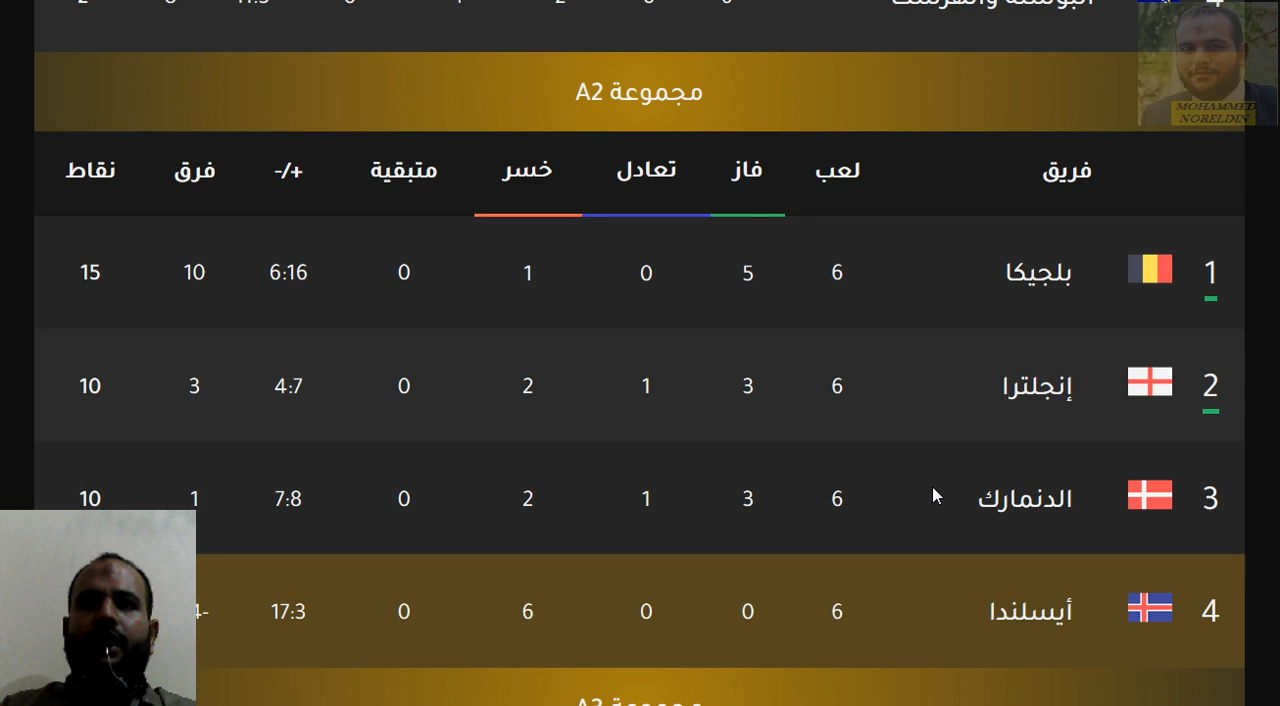 MOHAMMED
NORELDIN
مجموعة A2
فريق لعب فاز تعادل خسر متبقية +/- فرق نقاط
1 بلجيكا 6 5 0 1 0 6:16 10 15
2 إنجلترا 6 3 1 2 0 4:7 3 10
3 الدنمارك 6 3 1 2 0 7:8 1 10
4 أيسلندا 6 0 0 6 0 17:3